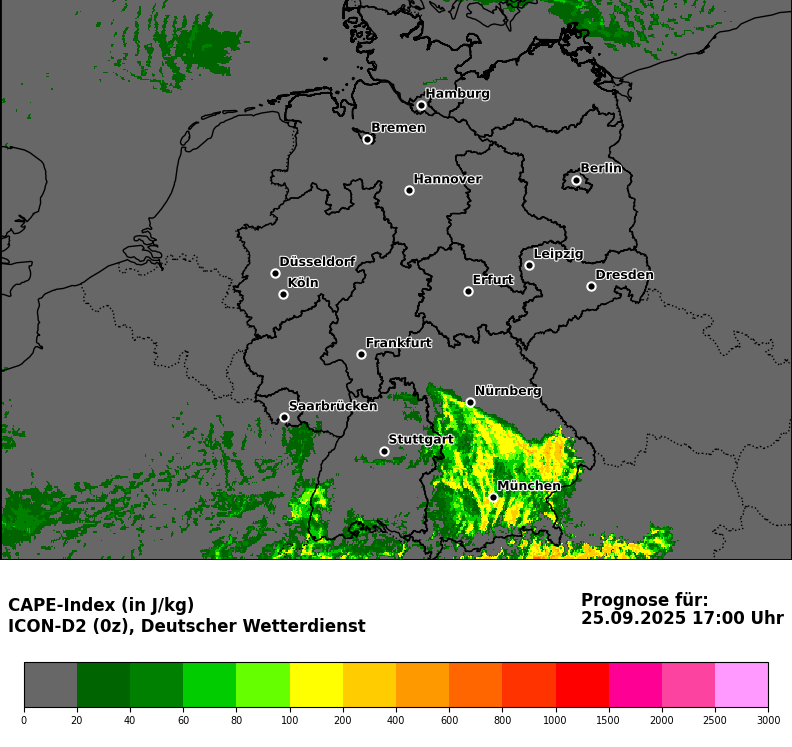 Hamburg
Bremen
Berlin
Hannover
Leipzig
Düsseldorf
Dresden
Köln
Erfurt
Frankfurt
Nürnberg
Saarbrücken
Stuttgart
München
CAPE-Index (in J/kg)
ICON-D2 (0z), Deutscher Wetterdienst
Prognose für:
25.09.2025 17:00 Uhr
0 20 40 60 80 100 200 400 600 800 1000 1500 2000 2500 3000